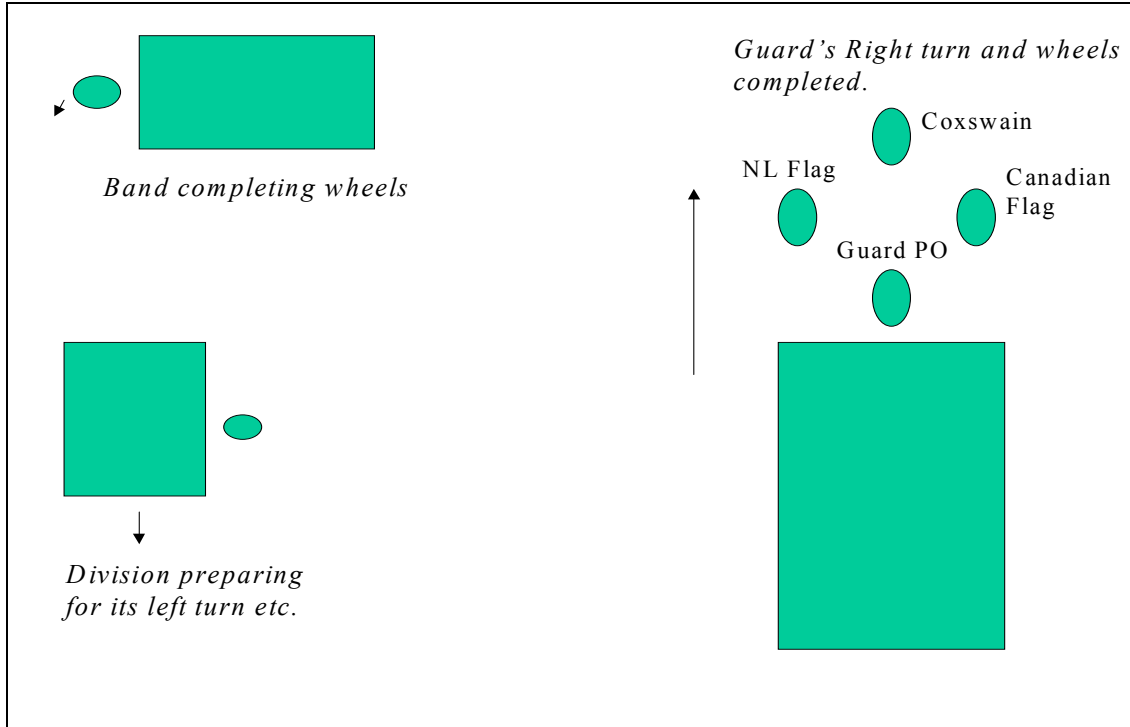 Guard's Right turn and wheels
completed.
Coxswain
NL Flag
Canadian
Flag
Guard PO
Band completing wheels
Division preparing
for its left turn etc.